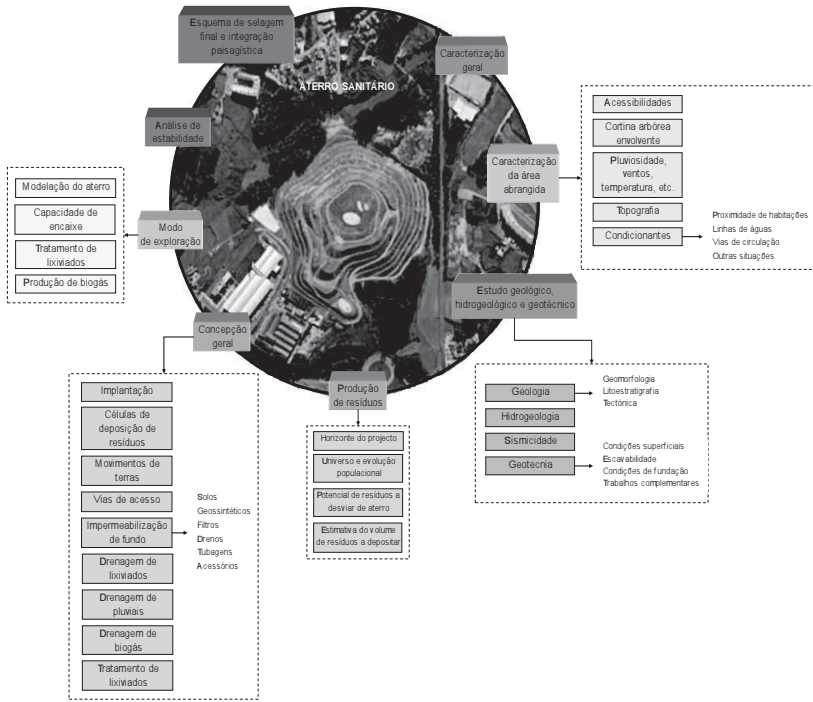 Esquema de selagem
final e integração
paisagística
Caracterização
geral
ATERRO SANITÁRIO
Análise de
estabilidade
Caracterização
da área
abrangida
Acessibilidades
Cortina arbórea
envolvente
Pluviosidade,
ventos,
temperatura, etc.
Topografia
Condicionantes
Proximidade de habitações
Linhas de águas
Vias de circulação
Outras situações
Modo
de exploração
Modelação do aterro
Capacidade de
encaixe
Tratamento de
lixiviados
Produção de biogás
Estudo geológico,
hidrogeológico e geotécnico
Geologia
Hidrogeologia
Sismicidade
Geotecnia
Geomorfologia
Litoestratigrafia
Tectónica
Condições superficiais
Escavabilidade
Condições de fundação
Trabalhos complementares
Concepção
geral
Implantação
Células de
deposição de
resíduos
Movimentos de
terras
Vias de acesso
Impermeabilização
de fundo
Drenagem de
lixiviados
Drenagem de
pluviais
Drenagem de
biogás
Tratamento de
lixiviados
Solos
Geossintéticos
Filtros
Drenos
Tubagens
Acessórios
Produção
de resíduos
Horizonte do projecto
Universo e evolução
populacional
Potencial de resíduos a
desviar de aterro
Estimativa do volume
de resíduos a depositar